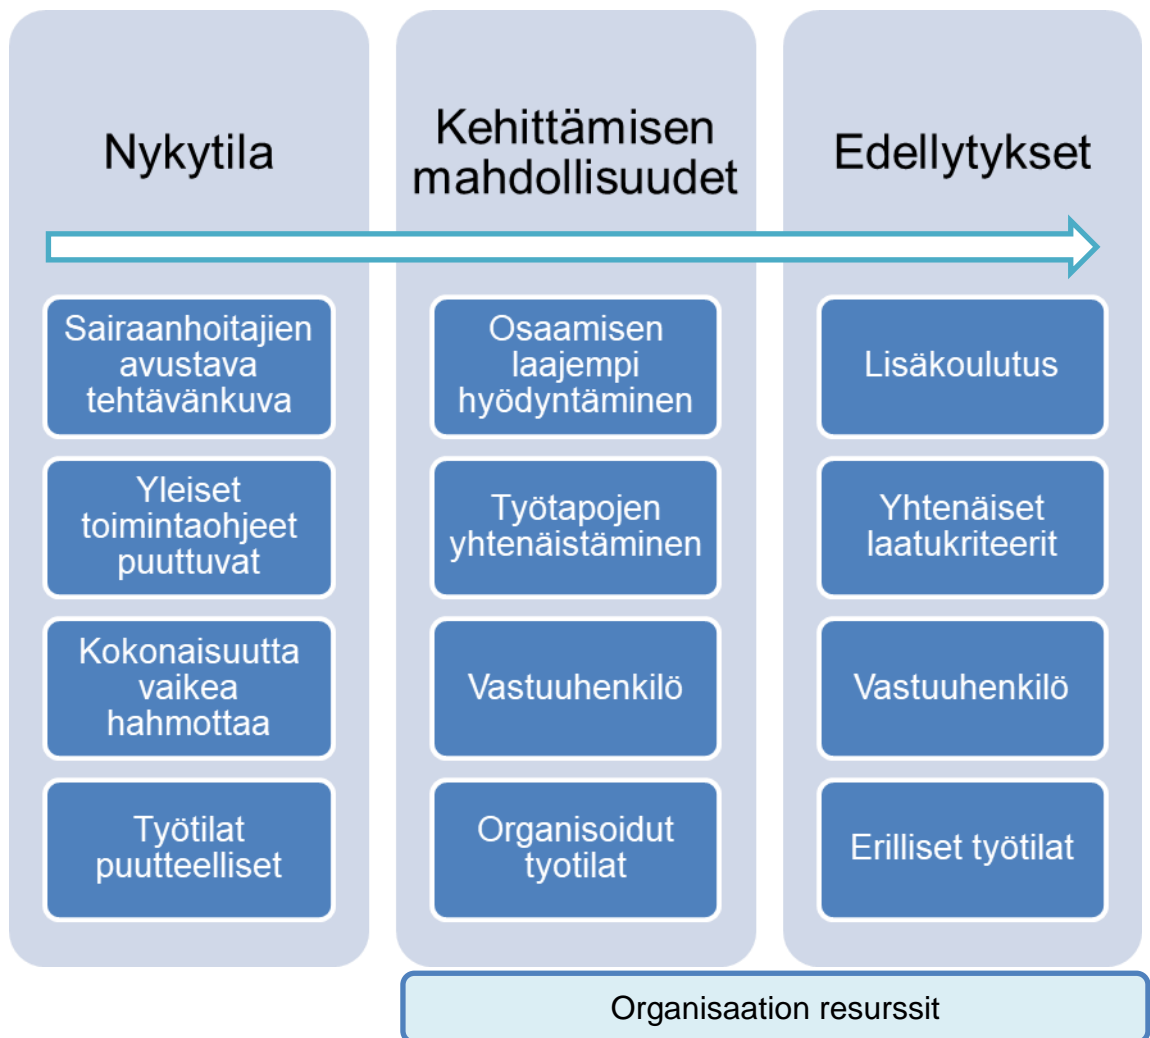 Nykytila
Sairaanhoitajien
avustava
tehtävänkuva
Yleiset
toimintaohjeet
puuttuvat
Kokonaisuutta
vaikea
hahmottaa
Työtilat
puutteelliset
Kehittämisen
mahdollisuudet
Osaamisen
laajempi
hyödyntäminen
Työtapojen
yhtenäistäminen
Vastuuhenkilö
Organisoidut
tyotilat
Edellytykset
Lisäkoulutus
Yhtenäiset
laatukriteerit
Vastuuhenkilö
Erilliset työtilat
Organisaation resurssit